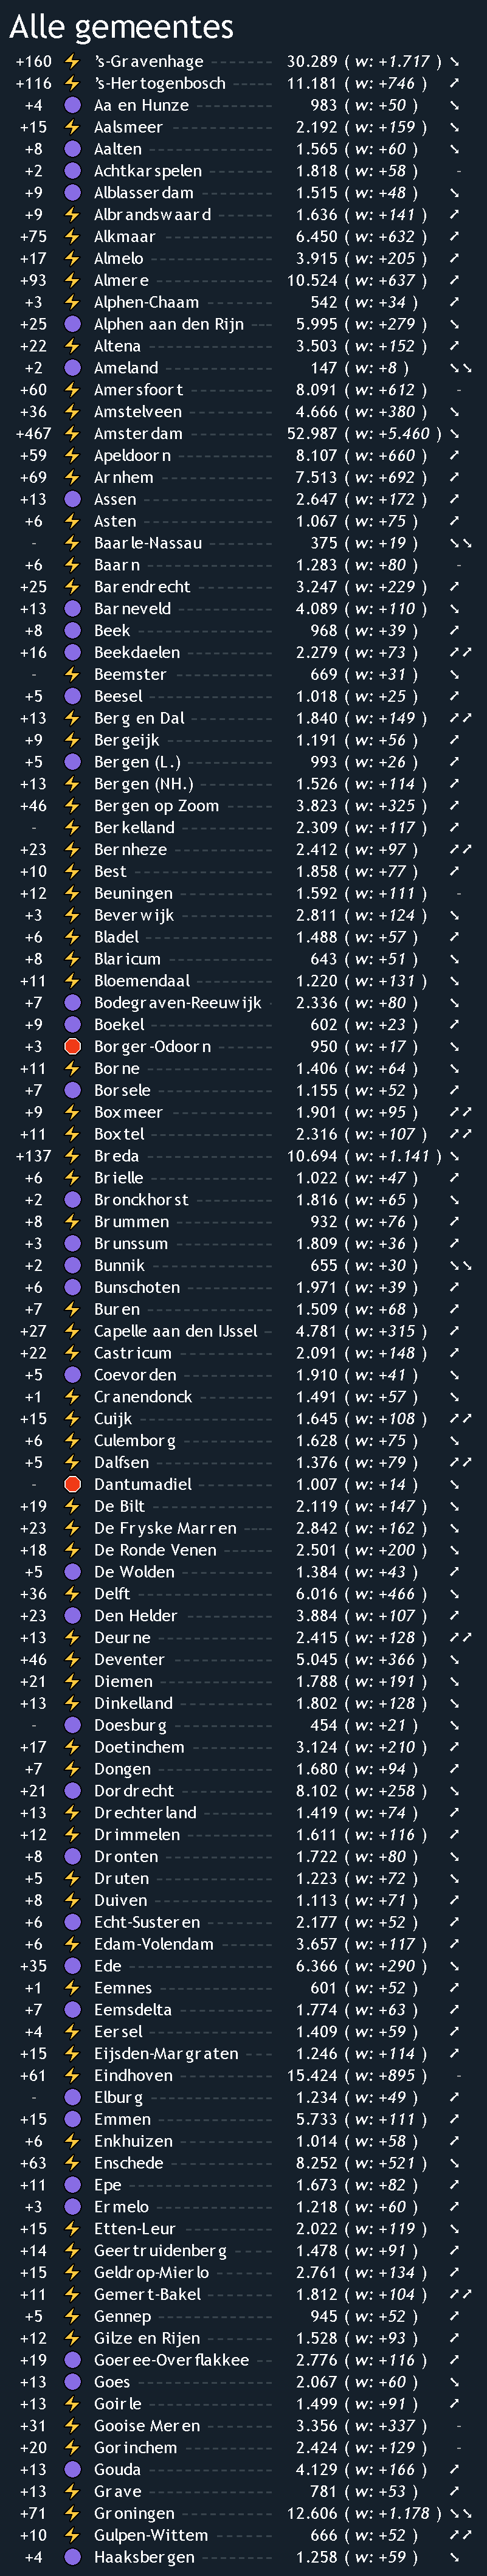 Alle gemeentes
+160 ⚡ 's-Gravenhage 30.289 ( w: +1.717 ) ↘
+116 ⚡ 's-Hertogenbosch 11.181 ( w: +746 ) ↗
+4 Aa en Hunze 983 ( w: +50 ) ↘
+15 ⚡ Aalsmeer 2.192 ( w: +159 ) ↘
+8 Aalten 1.565 ( w: +60 ) ↘
+2 Achtkarspelen 1.818 ( w: +58 ) -
+9 Alblasserdam 1.515 ( w: +48 ) ↘
+9 ⚡ Albrandswaard 1.636 ( w: +141 ) ↗
+75 ⚡ Alkmaar 6.450 ( w: +632 ) ↗
+17 ⚡ Almelo 3.915 ( w: +205 ) ↗
+93 ⚡ Almere 10.524 ( w: +637 ) ↗
+3 ⚡ Alphen-Chaam 542 ( w: +34 ) ↗
+25 Alphen aan den Rijn 5.995 ( w: +279 ) ↘
+22 ⚡ Altena 3.503 ( w: +152 ) ↗
+2 Ameland 147 ( w: +8 ) ↘↘
+60 ⚡ Amersfoort 8.091 ( w: +612 ) -
+36 ⚡ Amstelveen 4.666 ( w: +380 ) ↘
+467 ⚡ Amsterdam 52.987 ( w: +5.460 ) ↘
+59 ⚡ Apeldoorn 8.107 ( w: +660 ) ↗
+69 ⚡ Arnhem 7.513 ( w: +692 ) ↗
+13 Assen 2.647 ( w: +172 ) ↗
+6 ⚡ Asten 1.067 ( w: +75 ) ↗
- ⚡ Baarle-Nassau 375 ( w: +19 ) ↘↘
+6 ⚡ Baarn 1.283 ( w: +80 ) -
+25 ⚡ Barendrecht 3.247 ( w: +229 ) ↗
+13 Barneveld 4.089 ( w: +110 ) ↘
+8 Beek 968 ( w: +39 ) ↗
+16 Beekdaelen 2.279 ( w: +73 ) ↗↗
- ⚡ Beemster 669 ( w: +31 ) ↘
+5 Beesel 1.018 ( w: +25 ) ↗
+13 ⚡ Berg en Dal 1.840 ( w: +149 ) ↗↗
+9 ⚡ Bergeijk 1.191 ( w: +56 ) ↗
+5 Bergen (L.) 993 ( w: +26 ) ↗
+13 ⚡ Bergen (NH.) 1.526 ( w: +114 ) ↗
+46 ⚡ Bergen op Zoom 3.823 ( w: +325 ) ↗
- ⚡ Berkelland 2.309 ( w: +117 ) ↗
+23 ⚡ Bernheze 2.412 ( w: +97 ) ↗↗
+10 ⚡ Best 1.858 ( w: +77 ) ↗
+12 ⚡ Beuningen 1.592 ( w: +111 ) -
+3 ⚡ Beverwijk 2.811 ( w: +124 ) ↘
+6 ⚡ Bladel 1.488 ( w: +57 ) ↗
+8 ⚡ Blaricum 643 ( w: +51 ) ↘
+11 ⚡ Bloemendaal 1.220 ( w: +131 ) ↘
+7 Bodegraven-Reeuwijk 2.336 ( w: +80 ) ↘
+9 Boekel 602 ( w: +23 ) ↗
+3 Borger-Odoorn 950 ( w: +17 ) ↘
+11 ⚡ Borne 1.406 ( w: +64 ) ↘
+7 Borsele 1.155 ( w: +52 ) ↗
+9 ⚡ Boxmeer 1.901 ( w: +95 ) ↗↗
+11 ⚡ Boxtel 2.316 ( w: +107 ) ↗↗
+137 ⚡ Breda 10.694 ( w: +1.141 ) ↘
+6 ⚡ Brielle 1.022 ( w: +47 ) ↗
+2 Bronckhorst 1.816 ( w: +65 ) ↘
+8 ⚡ Brummen 932 ( w: +76 ) ↗
+3 Brunssum 1.809 ( w: +36 ) ↗
+2 Bunnik 655 ( w: +30 ) ↘↘
+6 Bunschoten 1.971 ( w: +39 ) ↗
+7 ⚡ Buren 1.509 ( w: +68 ) ↗
+27 ⚡ Capelle aan den IJssel 4.781 ( w: +315 ) ↗
+22 ⚡ Castricum 2.091 ( w: +148 ) ↗
+5 Coevorden 1.910 ( w: +41 ) ↘
+1 ⚡ Cranendonck 1.491 ( w: +57 ) ↘
+15 ⚡ Cuijk 1.645 ( w: +108 ) ↗↗
+6 ⚡ Culemborg 1.628 ( w: +75 ) ↘
+5 ⚡ Dalfsen 1.376 ( w: +79 ) ↗↗
- Dantumadiel 1.007 ( w: +14 ) ↘
+19 ⚡ De Bilt 2.119 ( w: +147 ) ↘
+23 ⚡ De Fryske Marren 2.842 ( w: +162 ) ↘
+18 ⚡ De Ronde Venen 2.501 ( w: +200 ) ↘
+5 De Wolden 1.384 ( w: +43 ) ↗
+36 ⚡ Delft 6.016 ( w: +466 ) ↘
+23 Den Helder 3.884 ( w: +107 ) ↗
+13 ⚡ Deurne 2.415 ( w: +128 ) ↗↗
+46 ⚡ Deventer 5.045 ( w: +366 ) ↘
+21 ⚡ Diemen 1.788 ( w: +191 ) ↘
+13 ⚡ Dinkelland 1.802 ( w: +128 ) ↘
- Doesburg 454 ( w: +21 ) ↘
+17 ⚡ Doetinchem 3.124 ( w: +210 ) ↗
+7 ⚡ Dongen 1.680 ( w: +94 ) ↗
+21 Dordrecht 8.102 ( w: +258 ) ↘
+13 ⚡ Drechterland 1.419 ( w: +74 ) ↗
+12 ⚡ Drimmelen 1.611 ( w: +116 ) ↗
+8 Dronten 1.722 ( w: +80 ) ↘
+5 ⚡ Druten 1.223 ( w: +72 ) ↘
+8 ⚡ Duiven 1.113 ( w: +71 ) ↗
+6 Echt-Susteren 2.177 ( w: +52 ) ↗
+6 ⚡ Edam-Volendam 3.657 ( w: +117 ) ↗
+35 Ede 6.366 ( w: +290 ) ↘
+1 ⚡ Eemnes 601 ( w: +52 ) ↗
+7 Eemsdelta 1.774 ( w: +63 ) ↗
+4 ⚡ Eersel 1.409 ( w: +59 ) ↗
+15 ⚡ Eijsden-Margraten 1.246 ( w: +114 ) ↗
+61 ⚡ Eindhoven 15.424 ( w: +895 ) -
- Elburg 1.234 ( w: +49 ) ↗
+15 Emmen 5.733 ( w: +111 ) ↗
+6 ⚡ Enkhuizen 1.014 ( w: +58 ) ↗
+63 ⚡ Enschede 8.252 ( w: +521 ) ↘
+11 Epe 1.673 ( w: +82 ) ↗
+3 Ermelo 1.218 ( w: +60 ) ↗
+15 ⚡ Etten-Leur 2.022 ( w: +119 ) ↘
+14 ⚡ Geertruidenberg 1.478 ( w: +91 ) ↗
+15 ⚡ Geldrop-Mierlo 2.761 ( w: +134 ) ↗
+11 ⚡ Gemert-Bakel 1.812 ( w: +104 ) ↗↗
+5 ⚡ Gennep 945 ( w: +52 ) ↗
+12 ⚡ Gilze en Rijen 1.528 ( w: +93 ) ↗
+19 Goeree-Overflakkee 2.776 ( w: +116 ) ↗
+13 Goes 2.067 ( w: +60 ) ↘
+13 ⚡ Goirle 1.499 ( w: +91 ) ↗
+31 ⚡ Gooise Meren 3.356 ( w: +337 ) -
+20 ⚡ Gorinchem 2.424 ( w: +129 ) -
+13 Gouda 4.129 ( w: +166 ) ↗
+13 ⚡ Grave 781 ( w: +53 ) ↗
+71 ⚡ Groningen 12.606 ( w: +1.178 ) ↘↘
+10 ⚡ Gulpen-Wittem 666 ( w: +52 ) ↗↗
+4 Haaksbergen 1.258 ( w: +59 ) ↘